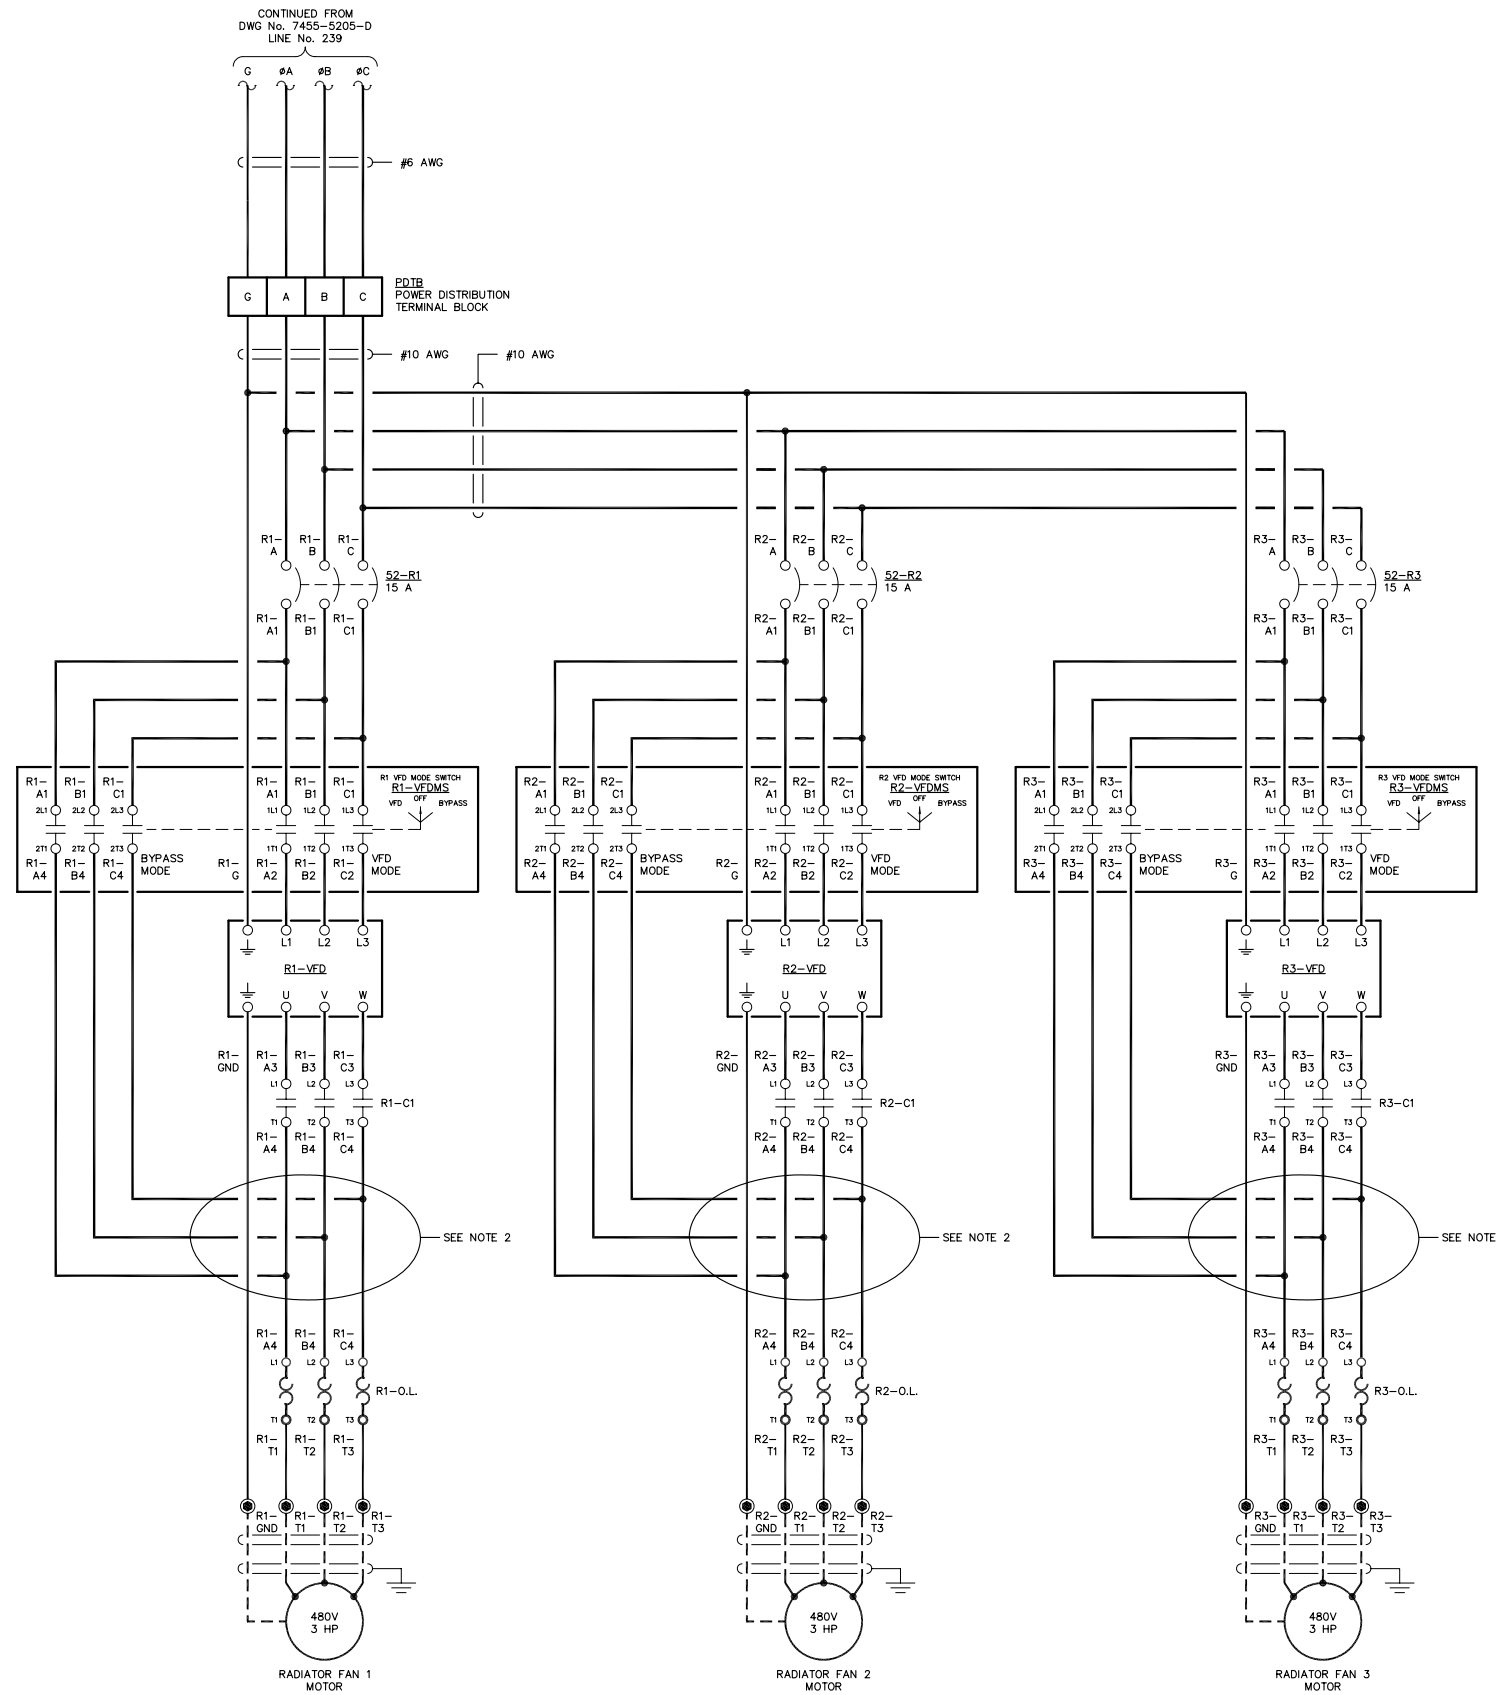 CONTINUED FROM
DWG No. 7455-5205-D
LINE No. 239
G øA øB øC
#6 AWG
G A B C
PDTB
POWER DISTRIBUTION
TERMINAL BLOCK
#10 AWG #10 AWG
R1- R1- R1- R2- R2- R2- R3- R3- R3-
A B C A B C A B C
52-R1 52-R2 52-R3
15 A 15 A 15 A
R1- R1- R1- R2- R2- R2- R3- R3- R3-
A1 B1 C1 A1 B1 C1 A1 B1 C1
R1 VFD MODE SWITCH R2 VFD MODE SWITCH R3 VFD MODE SWITCH
R1- R1- R1- R1- R1- R1- R1-VFDMS R2- R2- R2- R2- R2- R2- R2-VFDMS R3- R3- R3- R3- R3- R3- R3-VFDMS
A1 B1 C1 A1 B1 C1 A1 B1 C1 A1 B1 C1 A1 B1 C1 A1 B1 C1
VFD OFF BYPASS VFD OFF BYPASS VFD OFF BYPASS
2L1 2L2 2L3 1L1 1L2 1L3 2L1 2L2 2L3 1L1 1L2 1L3 2L1 2L2 2L3 1L1 1L2 1L3
2T1 2T2 2T3 1T1 1T2 1T3 2T1 2T2 2T3 1T1 1T2 1T3 2T1 2T2 2T3 1T1 1T2 1T3
R1- R1- R1- BYPASS R1- R1- R1- R1- VFD R2- R2- R2- BYPASS R2- R2- R2- R2- VFD R3- R3- R3- BYPASS R3- R3- R3- R3- VFD
A4 B4 C4 MODE G A2 B2 C2 MODE A4 B4 C4 MODE G A2 B2 C2 MODE A4 B4 C4 MODE G A2 B2 C2 MODE
L1 L2 L3 L1 L2 L3 L1 L2 L3
R1-VFD R2-VFD R3-VFD
U V W U V W U V W
R1- R1- R1- R1- R2- R2- R2- R2- R3- R3- R3- R3-
GND A3 B3 C3 GND A3 B3 C3 GND A3 B3 C3
L1 L2 L3 L1 L2 L3 L1 L2 L3
R1-C1 R2-C1 R3-C1
T1 T2 T3 T1 T2 T3 T1 T2 T3
R1- R1- R1- R2- R2- R2- R3- R3- R3-
A4 B4 C4 A4 B4 C4 A4 B4 C4
SEE NOTE 2 SEE NOTE 2 SEE NOTE
R1- R1- R1- R2- R2- R2- R3- R3- R3-
A4 B4 C4 A4 B4 C4 A4 B4 C4
L1 L2 L3 L1 L2 L3 L1 L2 L3
R1-O.L. R2-O.L. R3-O.L.
T1 T2 T3 T1 T2 T3 T1 T2 T3
R1- R1- R1- R2- R2- R2- R3- R3- R3-
T1 T2 T3 T1 T2 T3 T1 T2 T3
R1- R1- R1- R1- R2- R2- R2- R2- R3- R3- R3- R3-
GND T1 T2 T3 GND T1 T2 T3 GND T1 T2 T3
480V 480V 480V
3 HP 3 HP 3 HP
RADIATOR FAN 1 RADIATOR FAN 2 RADIATOR FAN 3
MOTOR MOTOR MOTOR